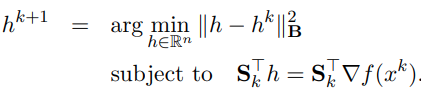 h^{k+1} = arg min_{h∈ℝ^n} ‖h − h^k‖²_𝐁
subject to 𝐒_k^⊤ h = 𝐒_k^⊤ ∇f(x^k).